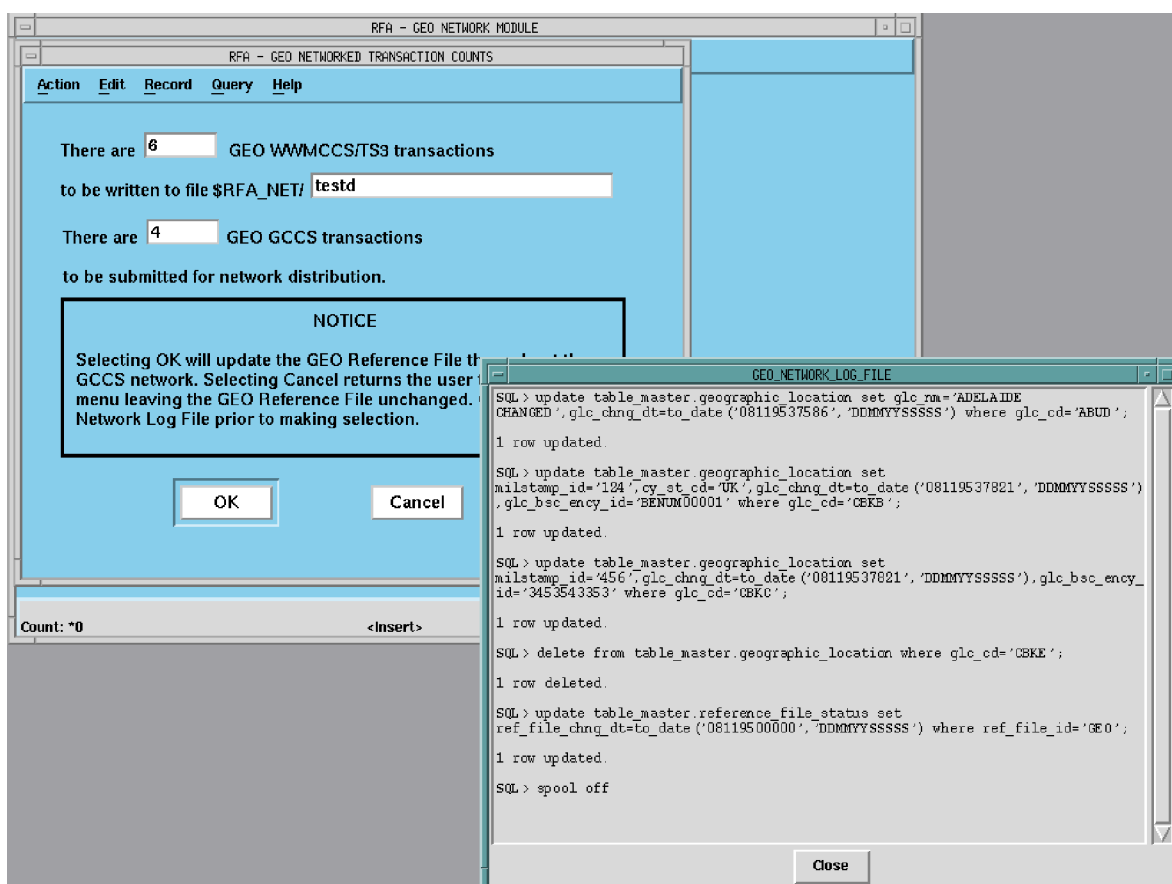 RFA - GEO NETWORK MODULE
RFA - GEO NETWORKED TRANSACTION COUNTS
Action Edit Record Query Help
There are 6 GEO WWMCCS/TS3 transactions
to be written to file $RFA_NET/ testd
There are 4 GEO GCCS transactions
to be submitted for network distribution.
NOTICE
Selecting OK will update the GEO Reference File
GCCS network. Selecting Cancel returns the user
menu leaving the GEO Reference File unchanged.
Network Log File prior to making selection.
OK Cancel
Count: *0 <Insert>
GEO_NETWORK_LOG_FILE
SQL> update table_master.geographic_location set glc_nm='ADELAIDE
CHANGED',glc_chng_dt=to_date('08119537586','DDMMYYSSSSS') where glc_cd='ABUD';
1 row updated.
SQL> update table_master.geographic_location set
milstamp_id='124',cy_st_cd='UK',glc_chng_dt=to_date('08119537821','DDMMYYSSSSS')
,glc_bsc_ency_id='BENUM00001' where glc_cd='CBKB';
1 row updated.
SQL> update table_master.geographic_location set
milstamp_id='456',glc_chng_dt=to_date('08119537821','DDMMYYSSSSS'),glc_bsc_ency_
id='3453543353' where glc_cd='CBKC';
1 row updated.
SQL> delete from table_master.geographic_location where glc_cd='CBKE';
1 row deleted.
SQL> update table_master.reference_file_status set
ref_file_chng_dt=to_date('08119500000','DDMMYYSSSSS') where ref_file_id='GEO';
1 row updated.
SQL> spool off
Close